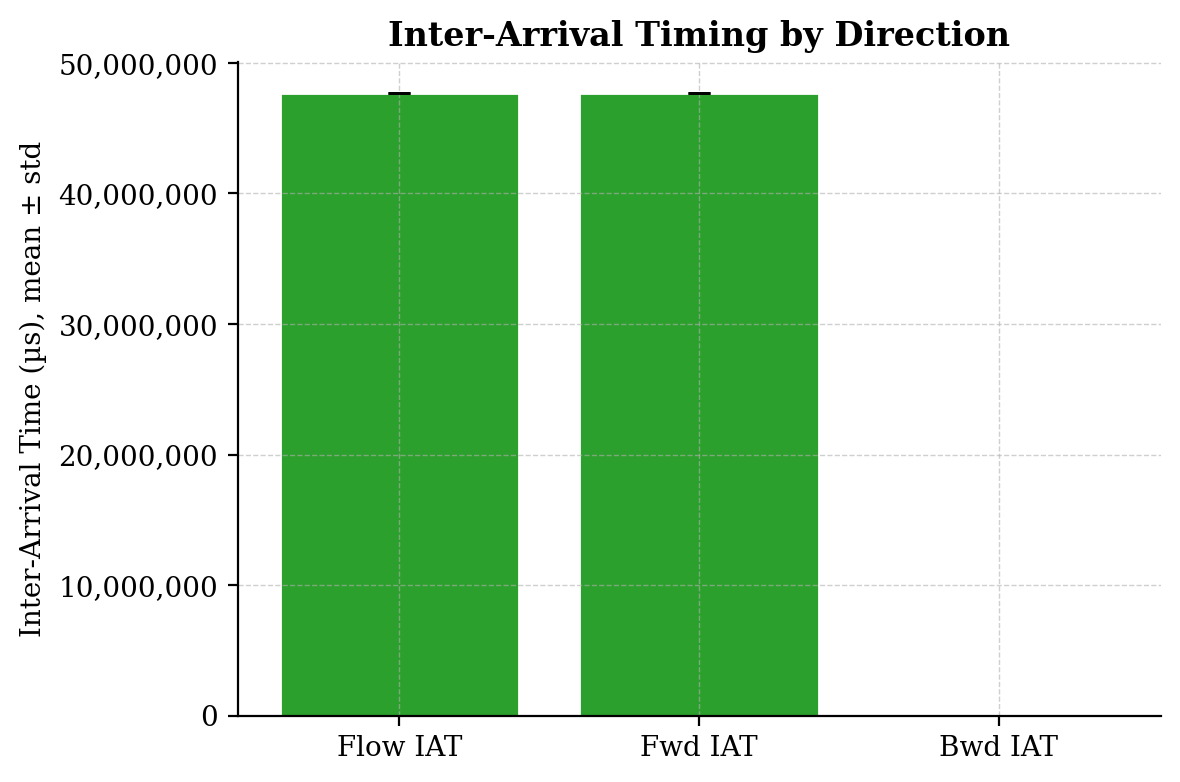 Inter-Arrival Timing by Direction
Inter-Arrival Time (µs), mean ± std
50,000,000
40,000,000
30,000,000
20,000,000
10,000,000
0
Flow IAT
Fwd IAT
Bwd IAT